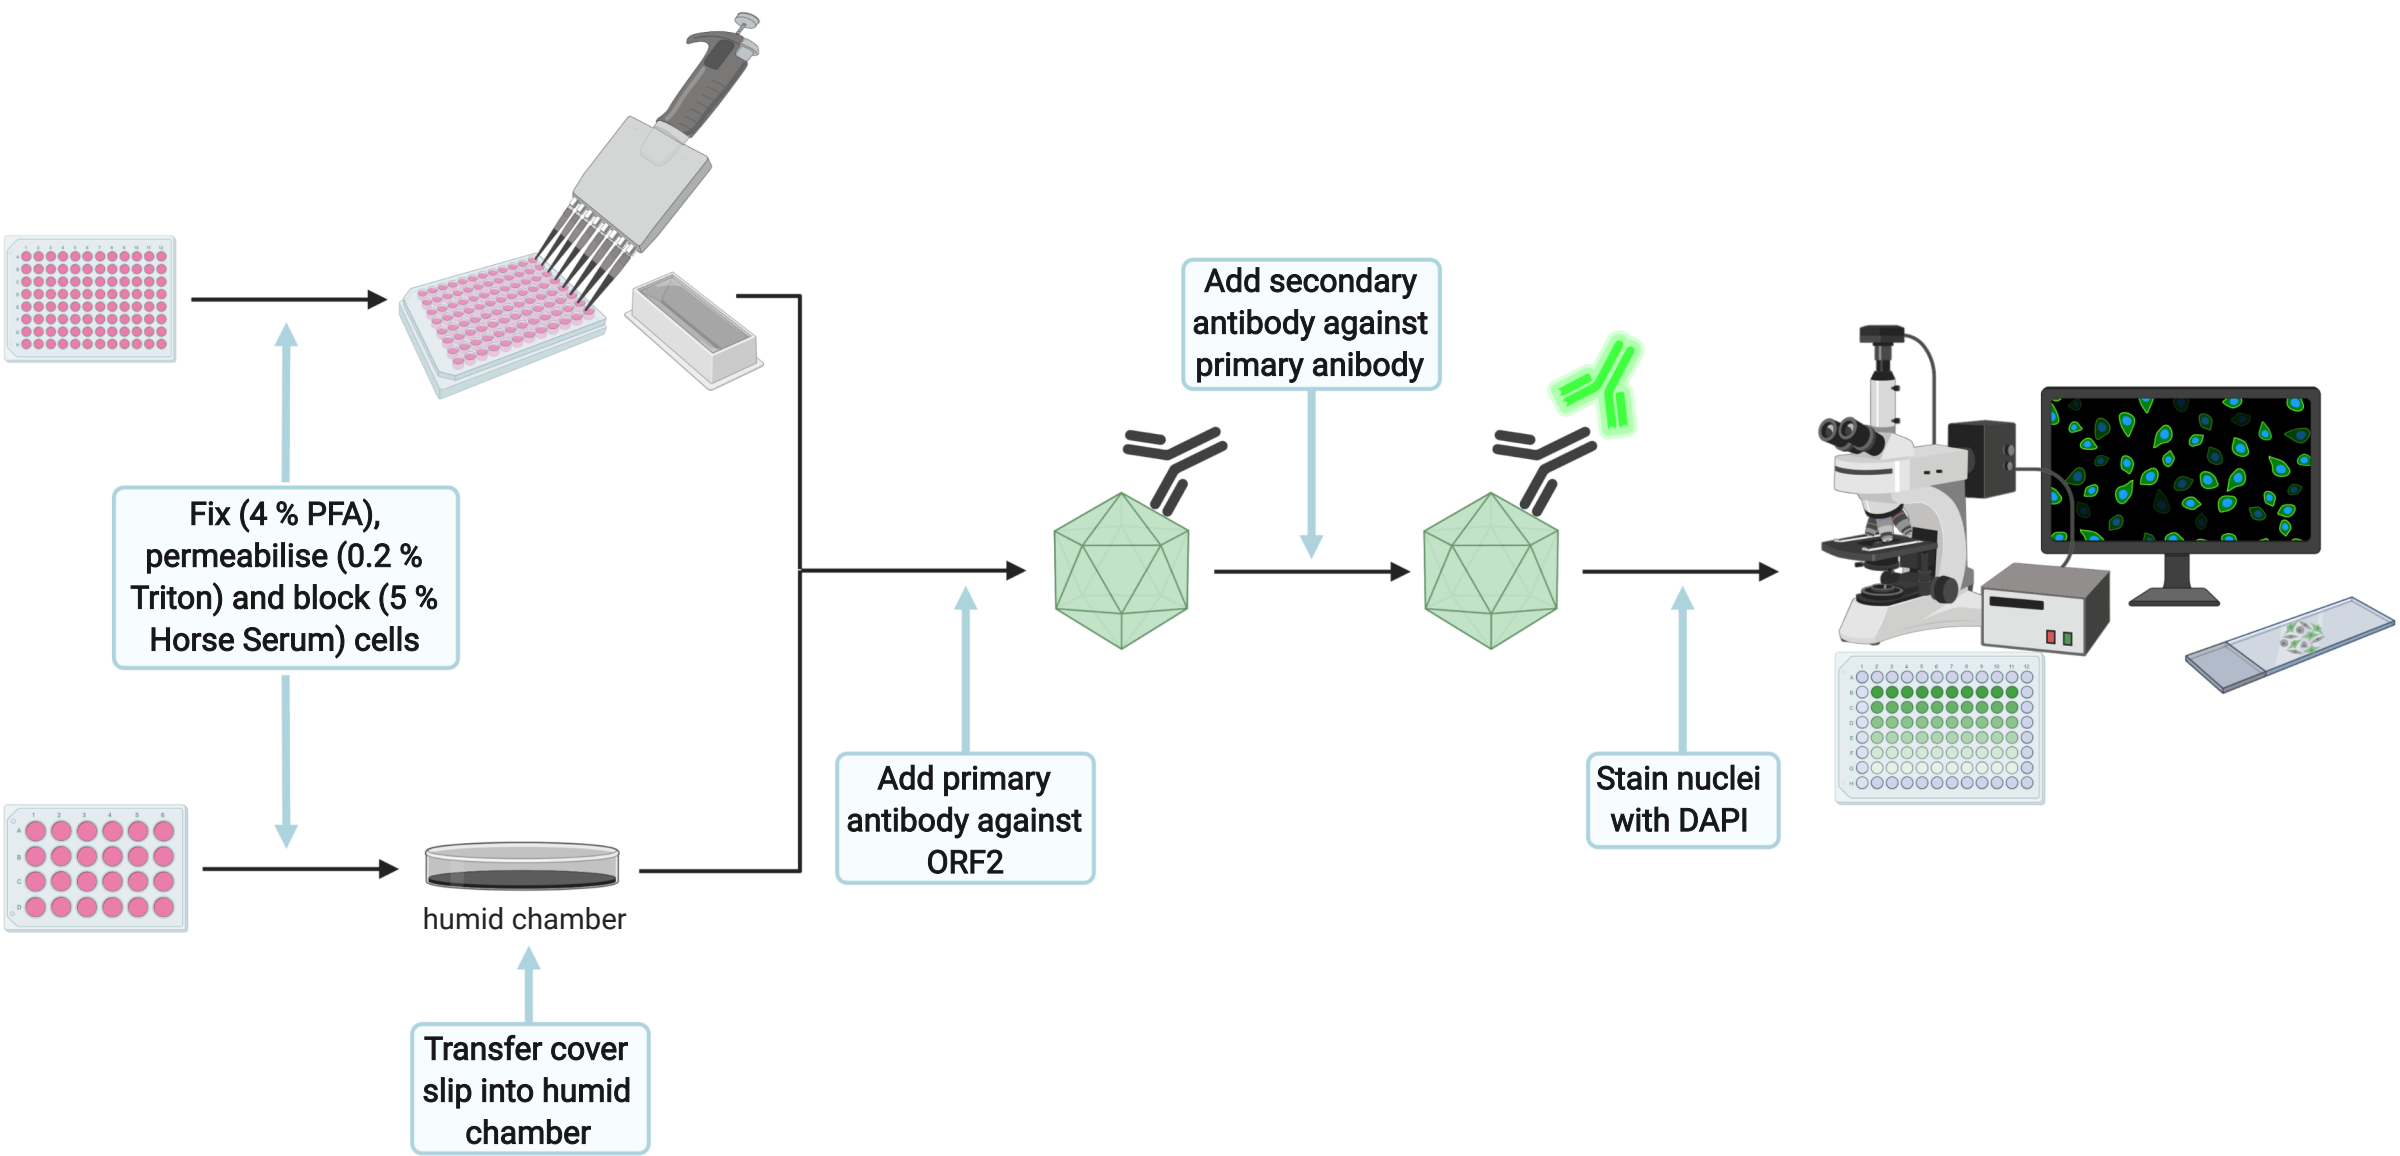 Fix (4 % PFA),
permeabilise (0.2 %
Triton) and block (5 %
Horse Serum) cells
humid chamber
Transfer cover
slip into humid
chamber
Add primary
antibody against
ORF2
Add secondary
antibody against
primary anibody
Stain nuclei
with DAPI